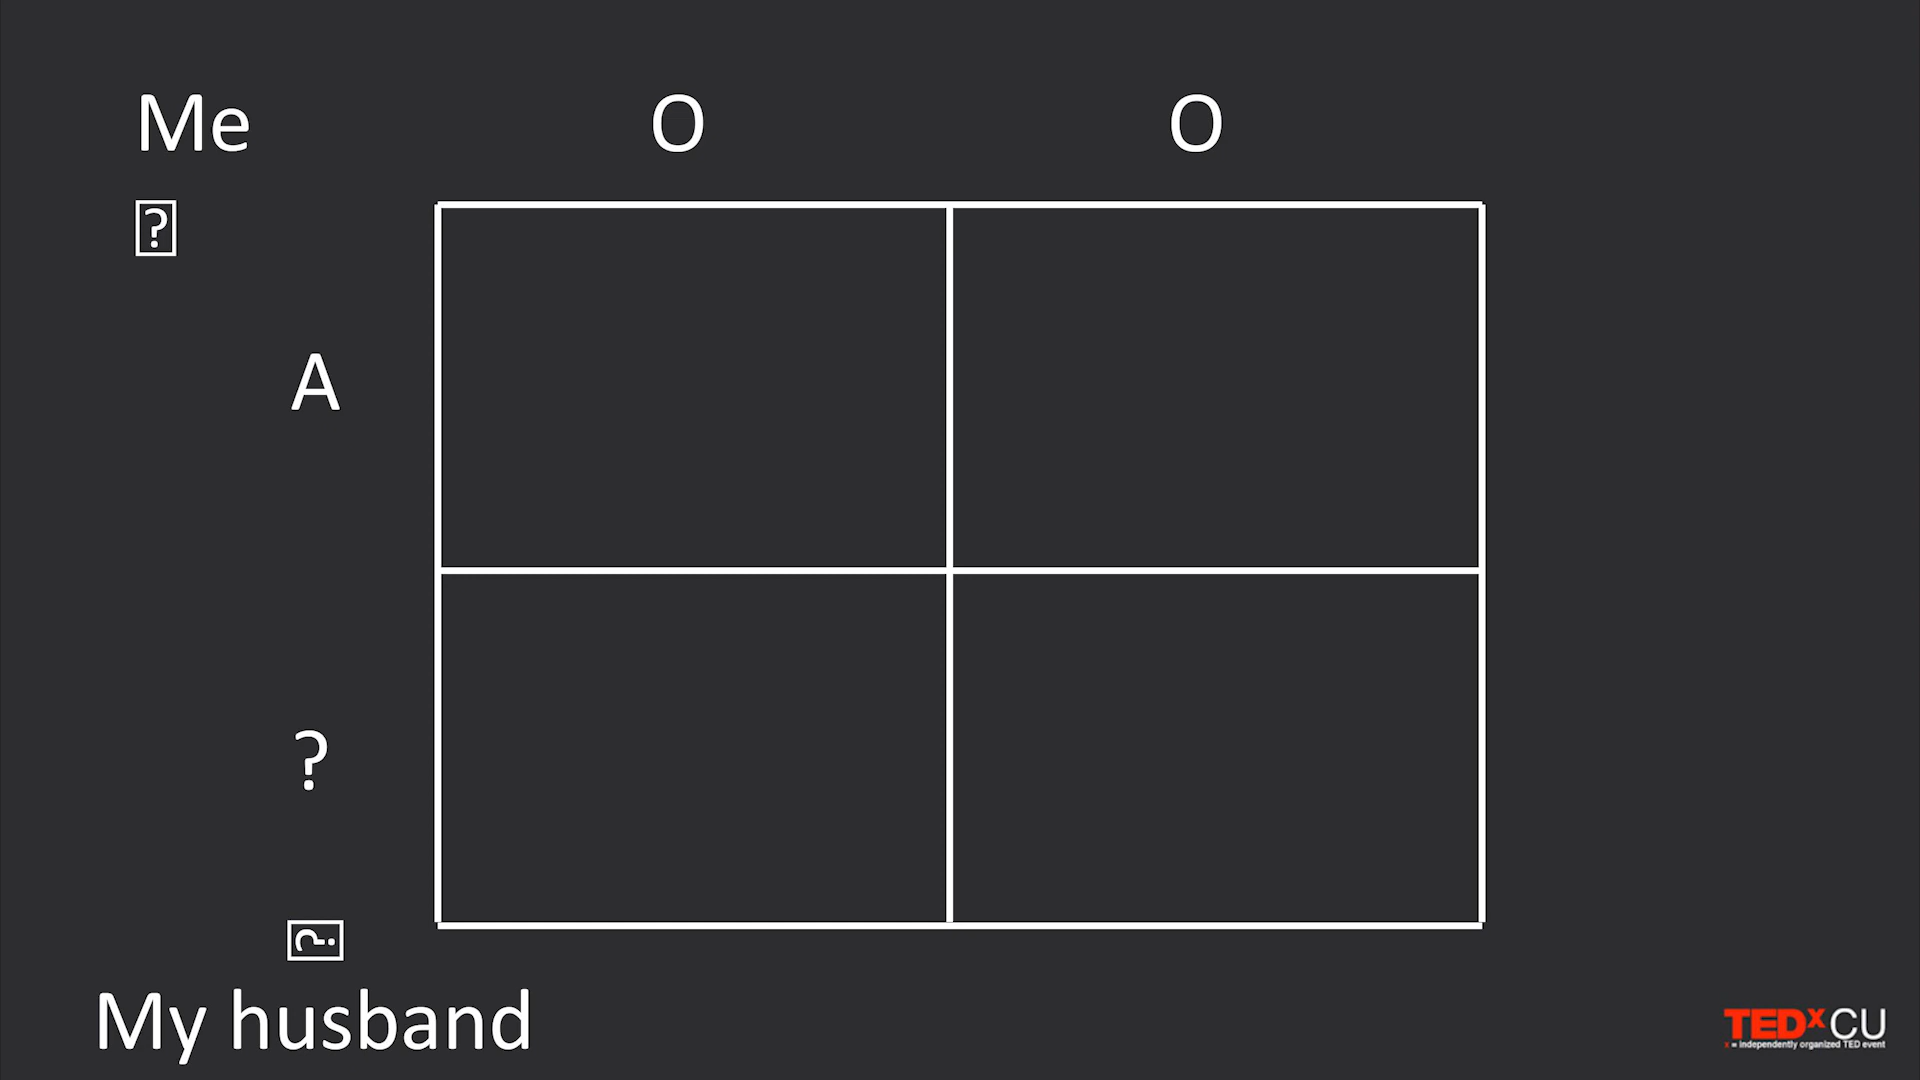 Me O O
?
A
?
?
My husband
TEDxCU
x = independently organized TED event